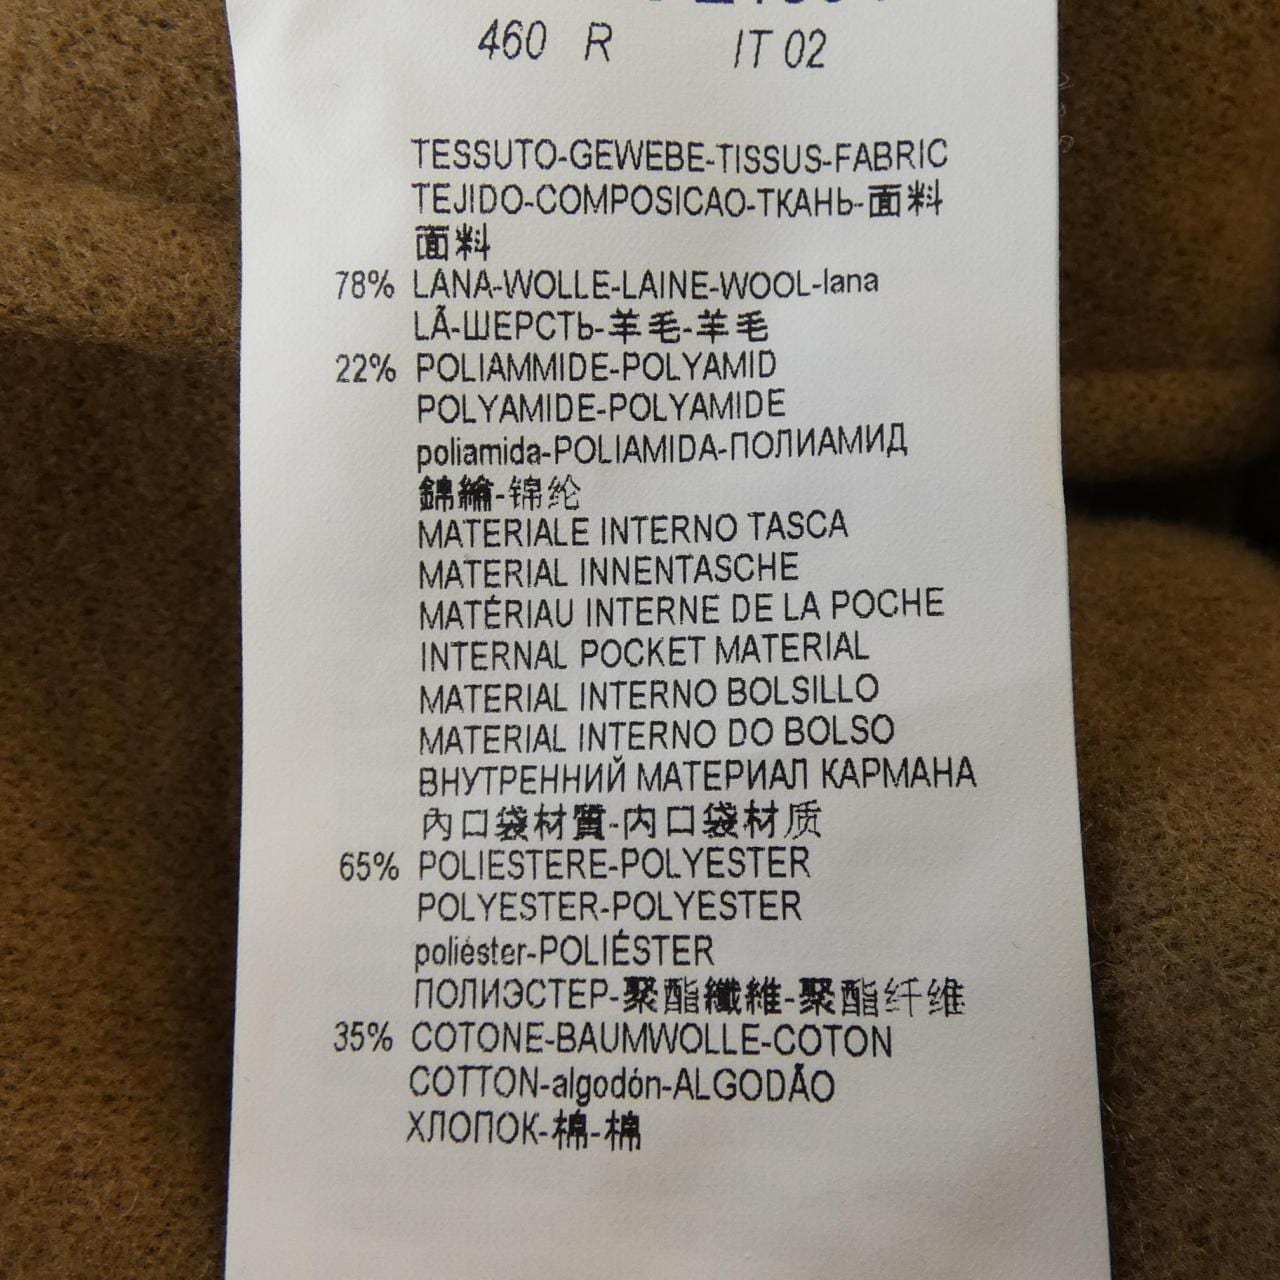 460 R IT 02
TESSUTO-GEWEBE-TISSUS-FABRIC
TEJIDO-COMPOSICAO-ТКАНЬ-面料
面料
78% LANA-WOLLE-LAINE-WOOL-lana
LÃ-ШЕРСТЬ-羊毛-羊毛
22% POLIAMMIDE-POLYAMID
POLYAMIDE-POLYAMIDE
poliamida-POLIAMIDA-ПОЛИАМИД
錦綸-锦纶
MATERIALE INTERNO TASCA
MATERIAL INNENTASCHE
MATÉRIAU INTERNE DE LA POCHE
INTERNAL POCKET MATERIAL
MATERIAL INTERNO BOLSILLO
MATERIAL INTERNO DO BOLSO
ВНУТРЕННИЙ МАТЕРИАЛ КАРМАНА
內口袋材質-内口袋材质
65% POLIESTERE-POLYESTER
POLYESTER-POLYESTER
poliéster-POLIÉSTER
ПОЛИЭСТЕР-聚酯纖維-聚酯纤维
35% COTONE-BAUMWOLLE-COTON
COTTON-algodón-ALGODÃO
ХЛОПОК-棉-棉